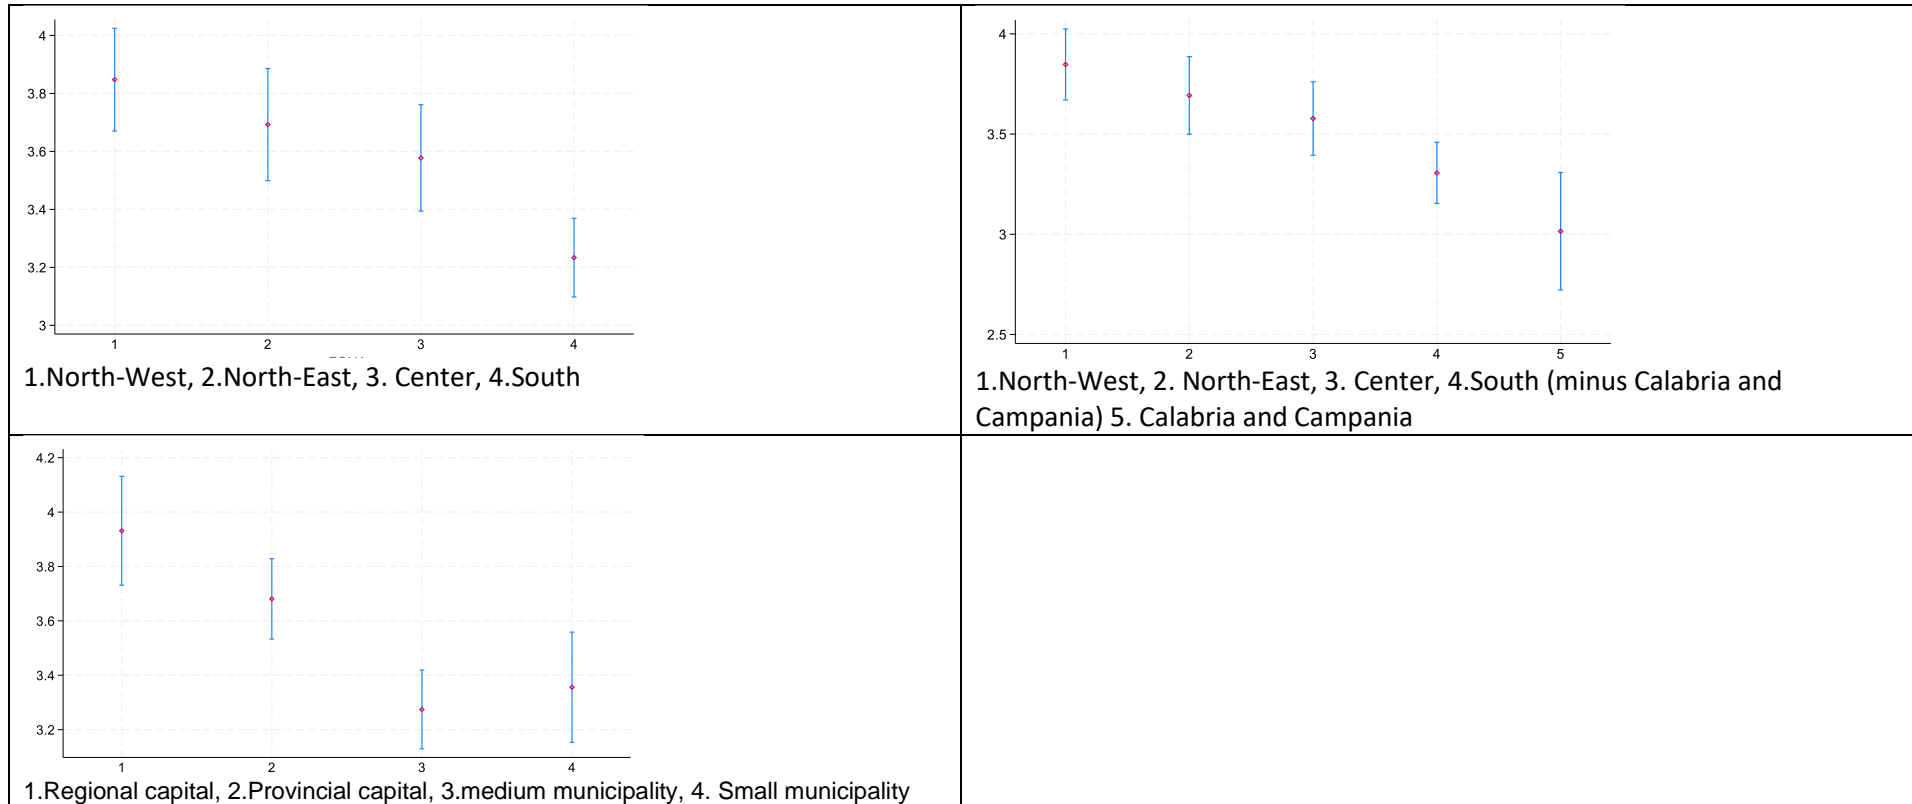 4
3.8
3.6
3.4
3.2
3
1 2 3 4
1.North-West, 2.North-East, 3. Center, 4.South
4
3.5
3
2.5
1 2 3 4 5
1.North-West, 2. North-East, 3. Center, 4.South (minus Calabria and
Campania) 5. Calabria and Campania
4.2
4
3.8
3.6
3.4
3.2
1 2 3 4
1.Regional capital, 2.Provincial capital, 3.medium municipality, 4. Small municipality